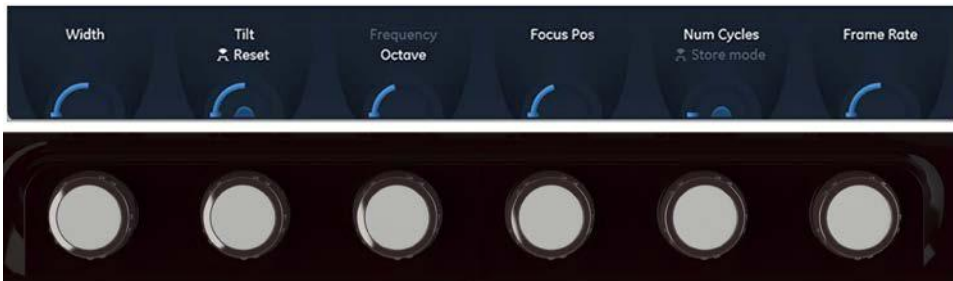 Width
Tilt
Reset
Frequency
Octave
Focus Pos
Num Cycles
Store mode
Frame Rate